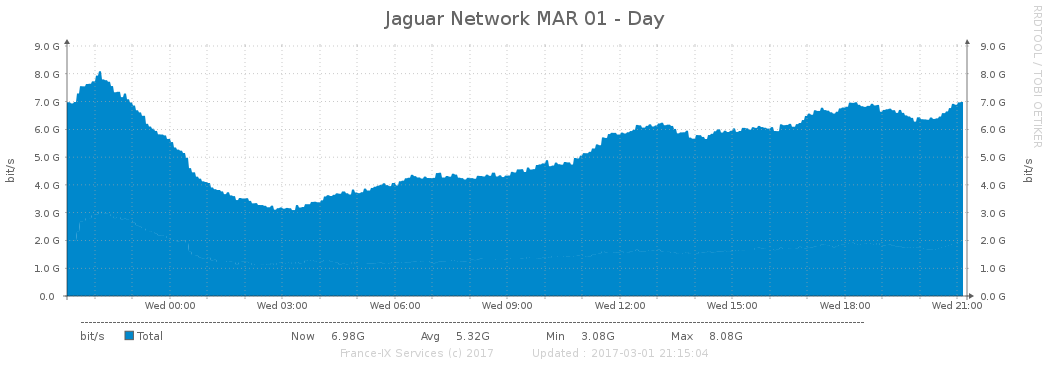 Jaguar Network MAR 01 - Day
RRDTOOL / TOBI OETIKER
bit/s
9.0 G
8.0 G
7.0 G
6.0 G
5.0 G
4.0 G
3.0 G
2.0 G
1.0 G
0.0
9.0 G
8.0 G
7.0 G
6.0 G
5.0 G
4.0 G
3.0 G
2.0 G
1.0 G
0.0 G
bit/s
Wed 00:00 Wed 03:00 Wed 06:00 Wed 09:00 Wed 12:00 Wed 15:00 Wed 18:00 Wed 21:00
bit/s Total Now 6.98G Avg 5.32G Min 3.08G Max 8.08G
France-IX Services (c) 2017 Updated : 2017-03-01 21:15:04